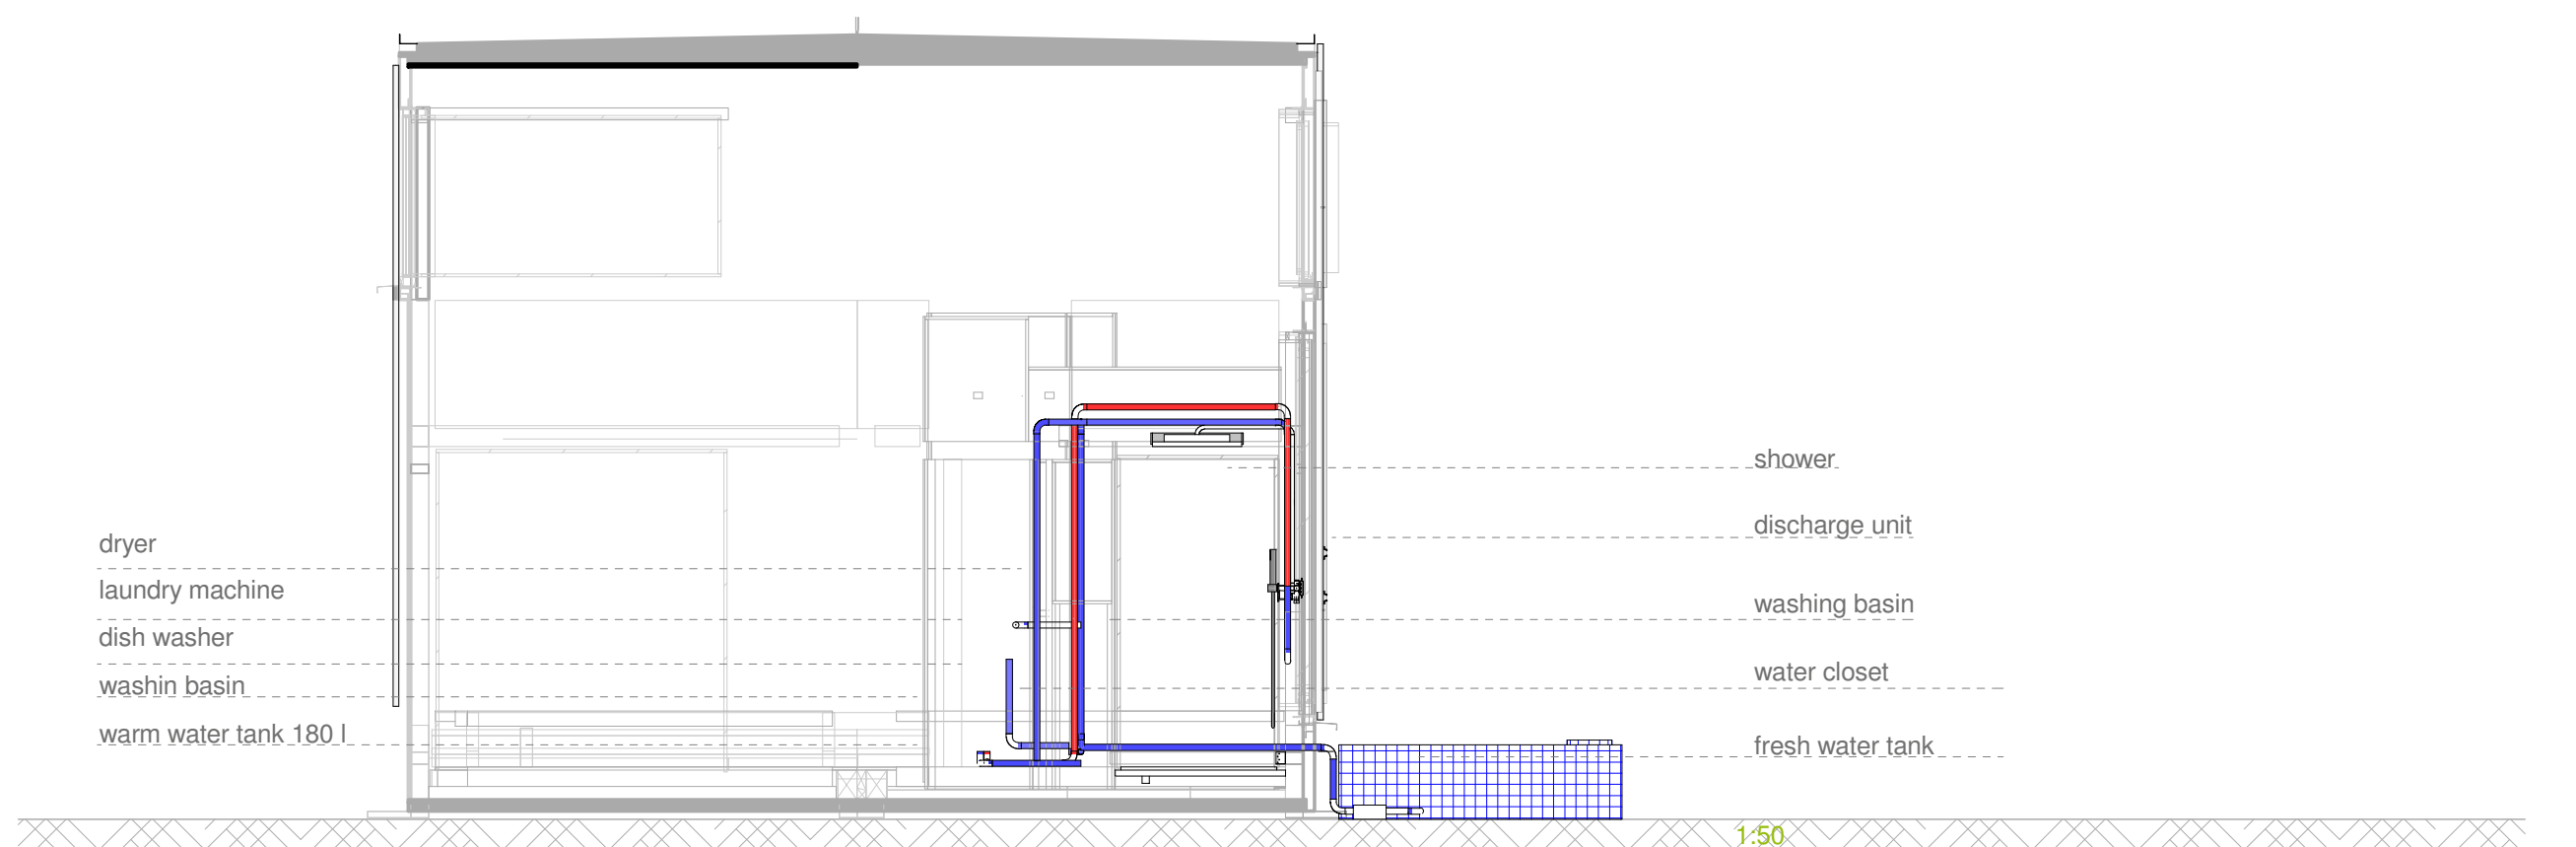 dryer
laundry machine
dish washer
washin basin
warm water tank 180 l
shower
discharge unit
washing basin
water closet
fresh water tank
1:50